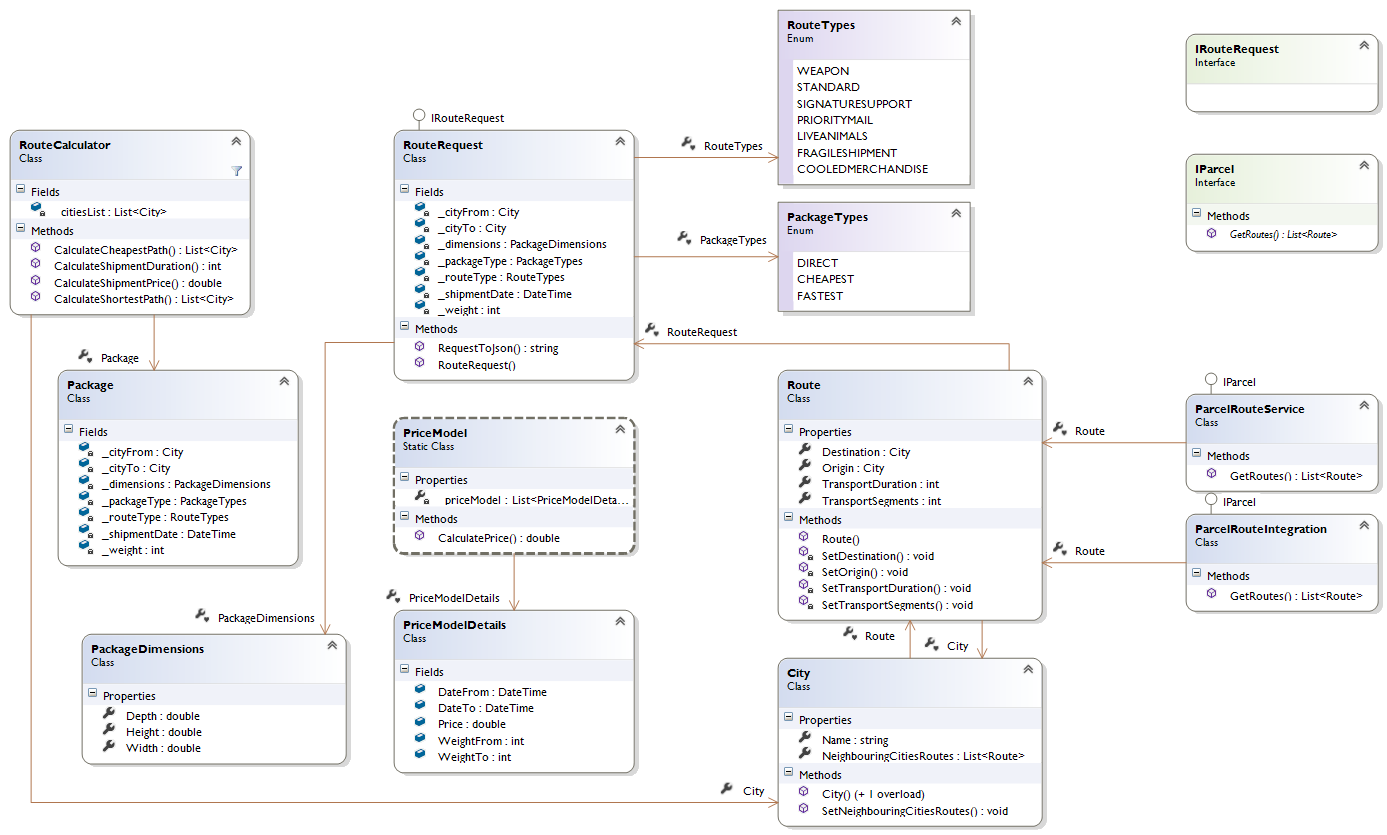 RouteTypes
Enum
WEAPON
STANDARD
SIGNATURESUPPORT
PRIORITYMAIL
LIVEANIMALS
FRAGILESHIPMENT
COOLEDMERCHANDISE
IRouteRequest
Interface
RouteCalculator
Class
Fields
citiesList : List<City>
Methods
CalculateCheapestPath() : List<City>
CalculateShipmentDuration() : int
CalculateShipmentPrice() : double
CalculateShortestPath() : List<City>
IRouteRequest
RouteRequest
Class
Fields
_cityFrom : City
_cityTo : City
_dimensions : PackageDimensions
_packageType : PackageTypes
_routeType : RouteTypes
_shipmentDate : DateTime
_weight : int
Methods
RequestToJson() : string
RouteRequest()
RouteTypes
PackageTypes
PackageTypes
Enum
DIRECT
CHEAPEST
FASTEST
IParcel
Interface
Methods
GetRoutes() : List<Route>
RouteRequest
Package
Package
Class
Fields
_cityFrom : City
_cityTo : City
_dimensions : PackageDimensions
_packageType : PackageTypes
_routeType : RouteTypes
_shipmentDate : DateTime
_weight : int
PriceModel
Static Class
Properties
priceModel : List<PriceModelDeta...
Methods
CalculatePrice() : double
Route
Class
Properties
Destination : City
Origin : City
TransportDuration : int
TransportSegments : int
Methods
Route()
SetDestination() : void
SetOrigin() : void
SetTransportDuration() : void
SetTransportSegments() : void
IParcel
Route
ParcelRouteService
Class
Methods
GetRoutes() : List<Route>
IParcel
Route
ParcelRouteIntegration
Class
Methods
GetRoutes() : List<Route>
PackageDimensions
PackageDimensions
Class
Properties
Depth : double
Height : double
Width : double
PriceModelDetails
PriceModelDetails
Class
Fields
DateFrom : DateTime
DateTo : DateTime
Price : double
WeightFrom : int
WeightTo : int
Route
City
City
City
Class
Properties
Name : string
NeighbouringCitiesRoutes : List<Route>
Methods
City() (+ 1 overload)
SetNeighbouringCitiesRoutes() : void